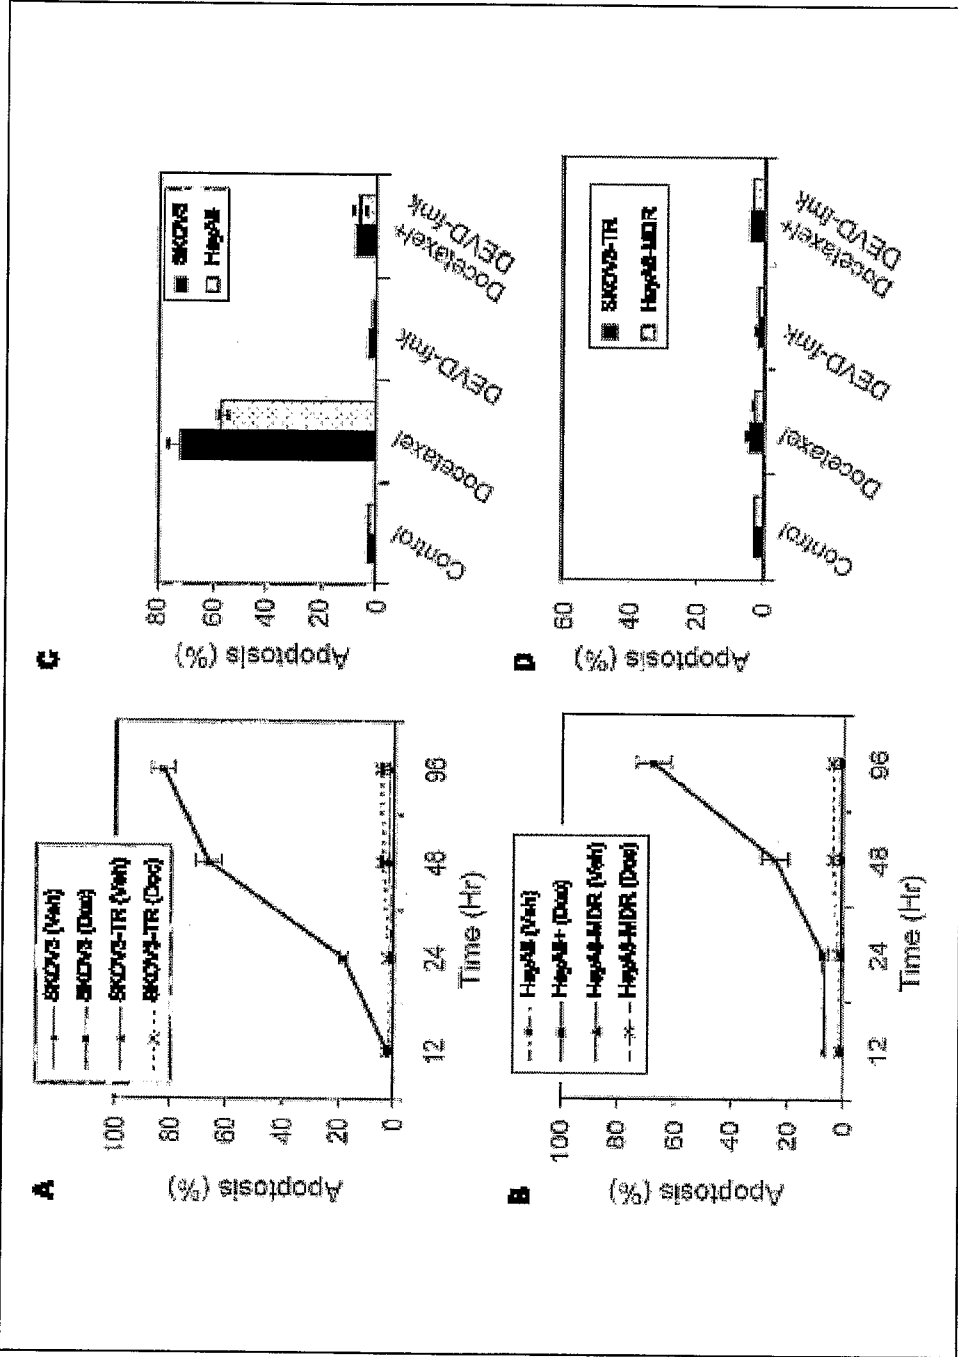 A
SKOV3 (Veh)
SKOV3 (Doc)
SKOV3-TR (Veh)
SKOV3-TR (Doc)
Apoptosis (%)
100
80
60
40
20
0
12
24
48
96
Time (Hr)
B
HeyA8 (Veh)
HeyA8+ (Doc)
HeyA8-MDR (Veh)
HeyA8-MDR (Doc)
Apoptosis (%)
100
80
60
40
20
0
12
24
48
96
Time (Hr)
C
SKOV3
HeyA8
Apoptosis (%)
80
60
40
20
0
Control
Docetaxel
DEVD-fmk
Docetaxel+
DEVD-fmk
D
SKOV3-TR
HeyA8-MDR
Apoptosis (%)
60
40
20
0
Control
Docetaxel
DEVD-fmk
Docetaxel+
DEVD-fmk